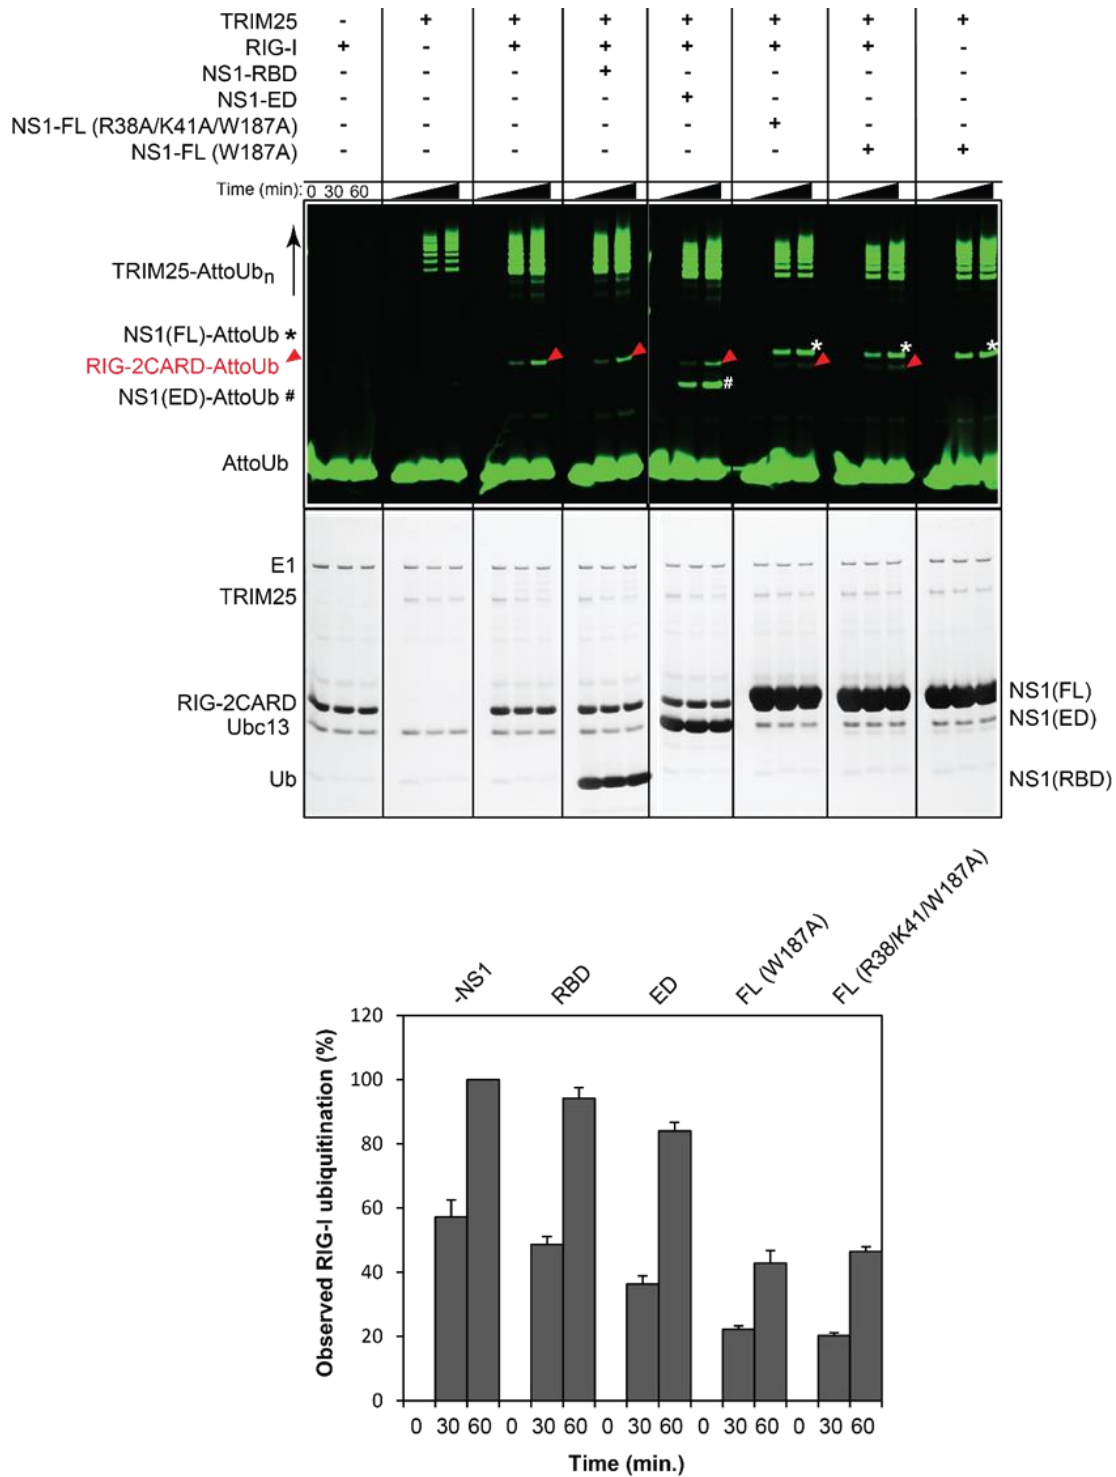 TRIM25 - + + + + + + +
RIG-I + - + + + + + -
NS1-RBD - - - + - - - -
NS1-ED - - - - + - - -
NS1-FL (R38A/K41A/W187A) - - - - - + - -
NS1-FL (W187A) - - - - - - + +
Time (min): 0 30 60
TRIM25-AttoUbn
NS1(FL)-AttoUb *
RIG-2CARD-AttoUb
NS1(ED)-AttoUb #
* * *
#
AttoUb
E1
TRIM25
RIG-2CARD NS1(FL)
Ubc13 NS1(ED)
Ub NS1(RBD)
-NS1 RBD ED FL (W187A) FL (R38/K41/W187A)
Observed RIG-I ubiquitination (%)
120
100
80
60
40
20
0
0 30 60 0 30 60 0 30 60 0 30 60 0 30 60
Time (min.)